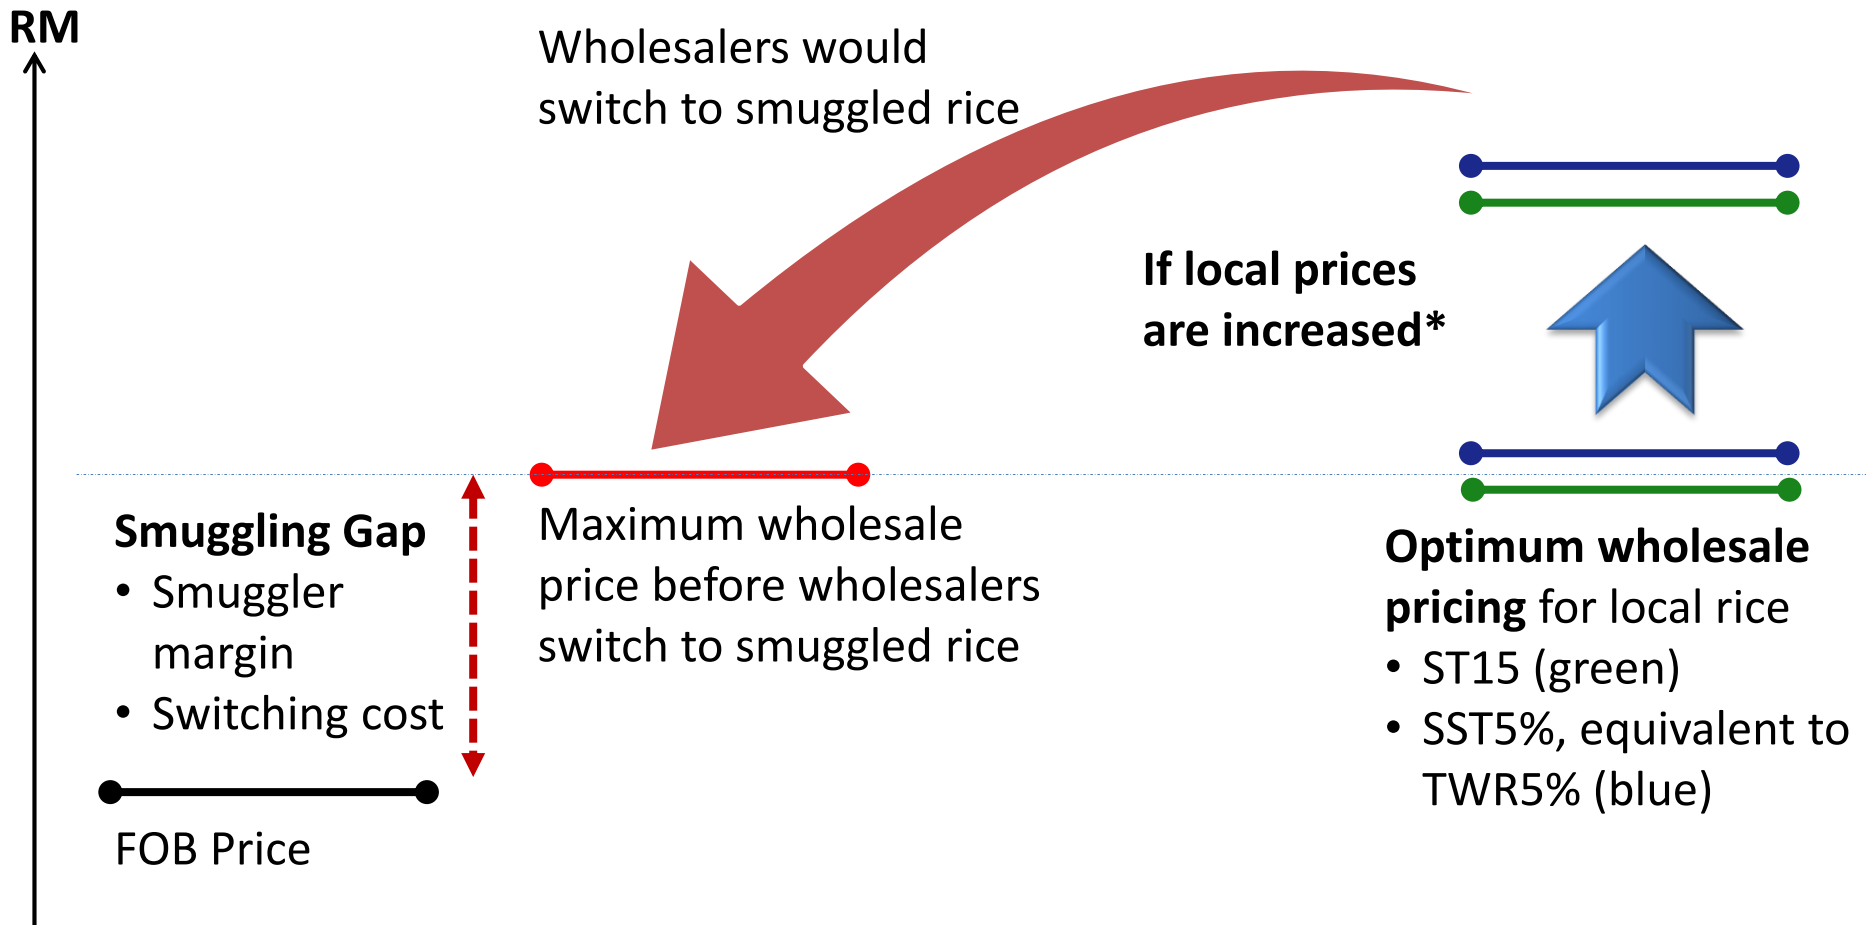 RM
Wholesalers would
switch to smuggled rice
If local prices
are increased*
Smuggling Gap
• Smuggler
margin
• Switching cost
FOB Price
Maximum wholesale
price before wholesalers
switch to smuggled rice
Optimum wholesale
pricing for local rice
• ST15 (green)
• SST5%, equivalent to
TWR5% (blue)